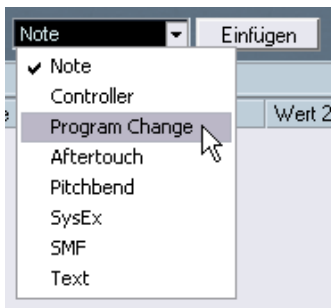 Note Einfügen
Note
Controller
Program Change
Wert 2
Aftertouch
Pitchbend
SysEx
SMF
Text